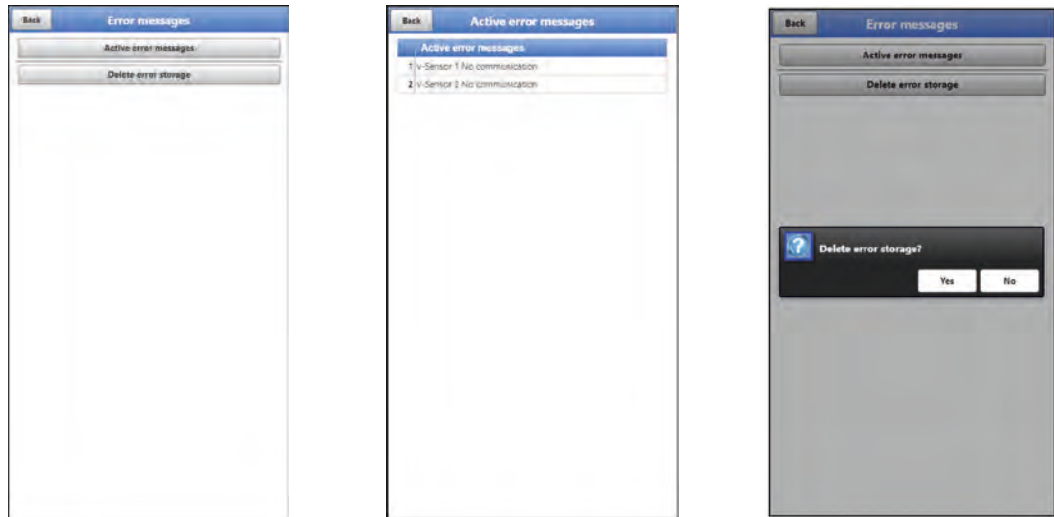 Back Error messages
Active error messages
Delete error storage
Back Active error messages
Active error messages
1 v-Sensor 1 No communication
2 v-Sensor 2 No communication
Back Error messages
Active error messages
Delete error storage
Delete error storage?
Yes No